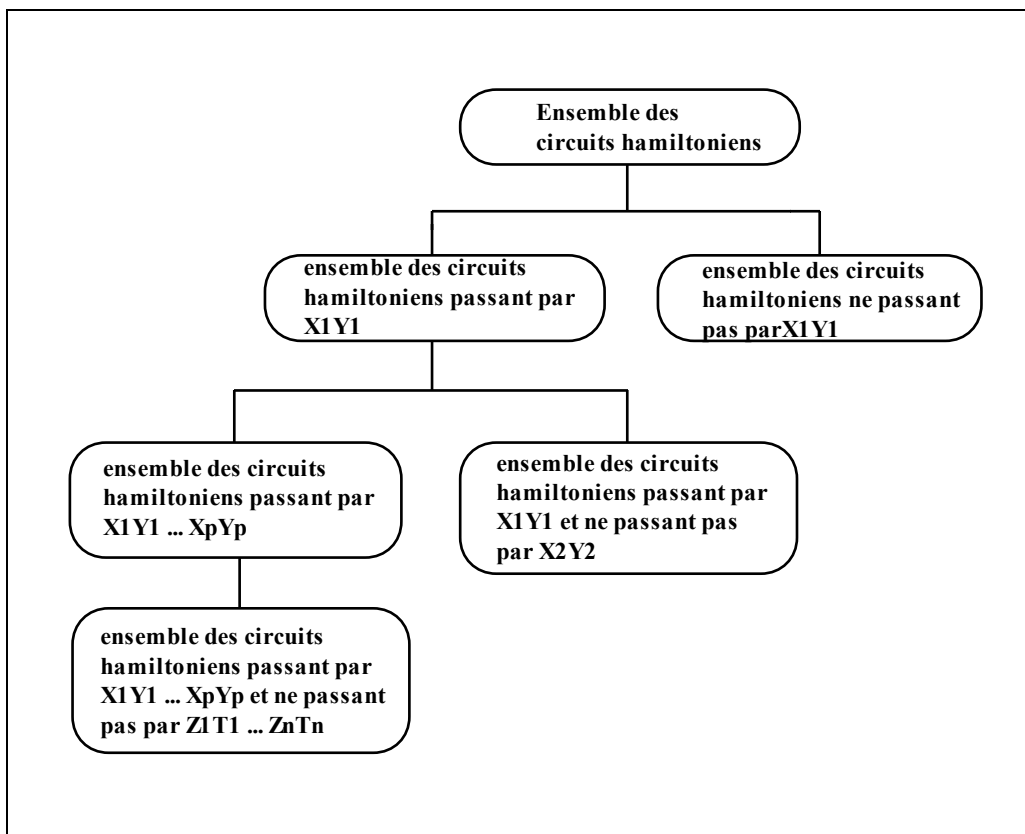 Ensemble des
circuits hamiltoniens
ensemble des circuits
hamiltoniens passant par
X1Y1
ensemble des circuits
hamiltoniens ne passant
pas parX1Y1
ensemble des circuits
hamiltoniens passant par
X1Y1 ... XpYp
ensemble des circuits
hamiltoniens passant par
X1Y1 et ne passant pas
par X2Y2
ensemble des circuits
hamiltoniens passant par
X1Y1 ... XpYp et ne passant
pas par Z1T1 ... ZnTn